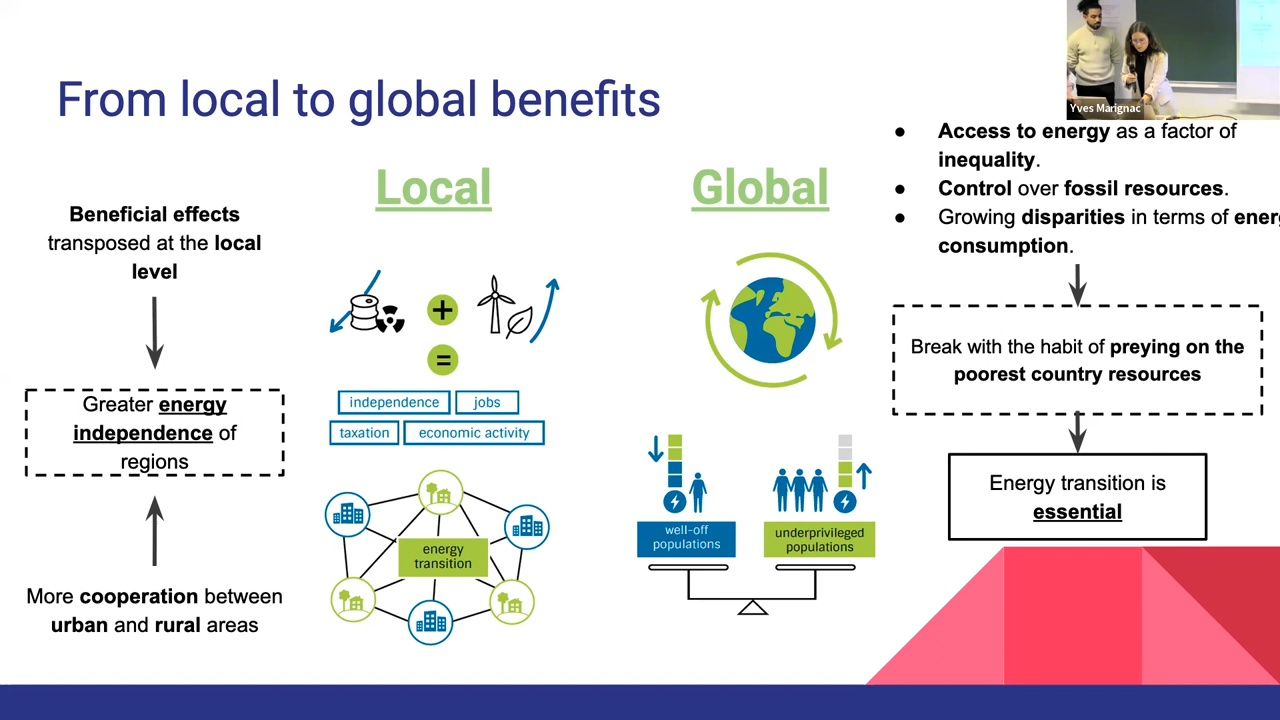 From local to global benefits
Yves Marignac
Local
Global
Beneficial effects
transposed at the local
level
Greater energy
independence of
regions
More cooperation between
urban and rural areas
+
=
independence
jobs
taxation
economic activity
energy
transition
well-off
populations
underprivileged
populations
● Access to energy as a factor of
inequality.
● Control over fossil resources.
● Growing disparities in terms of
consumption.
Break with the habit of preying on the
poorest country resources
Energy transition is
essential